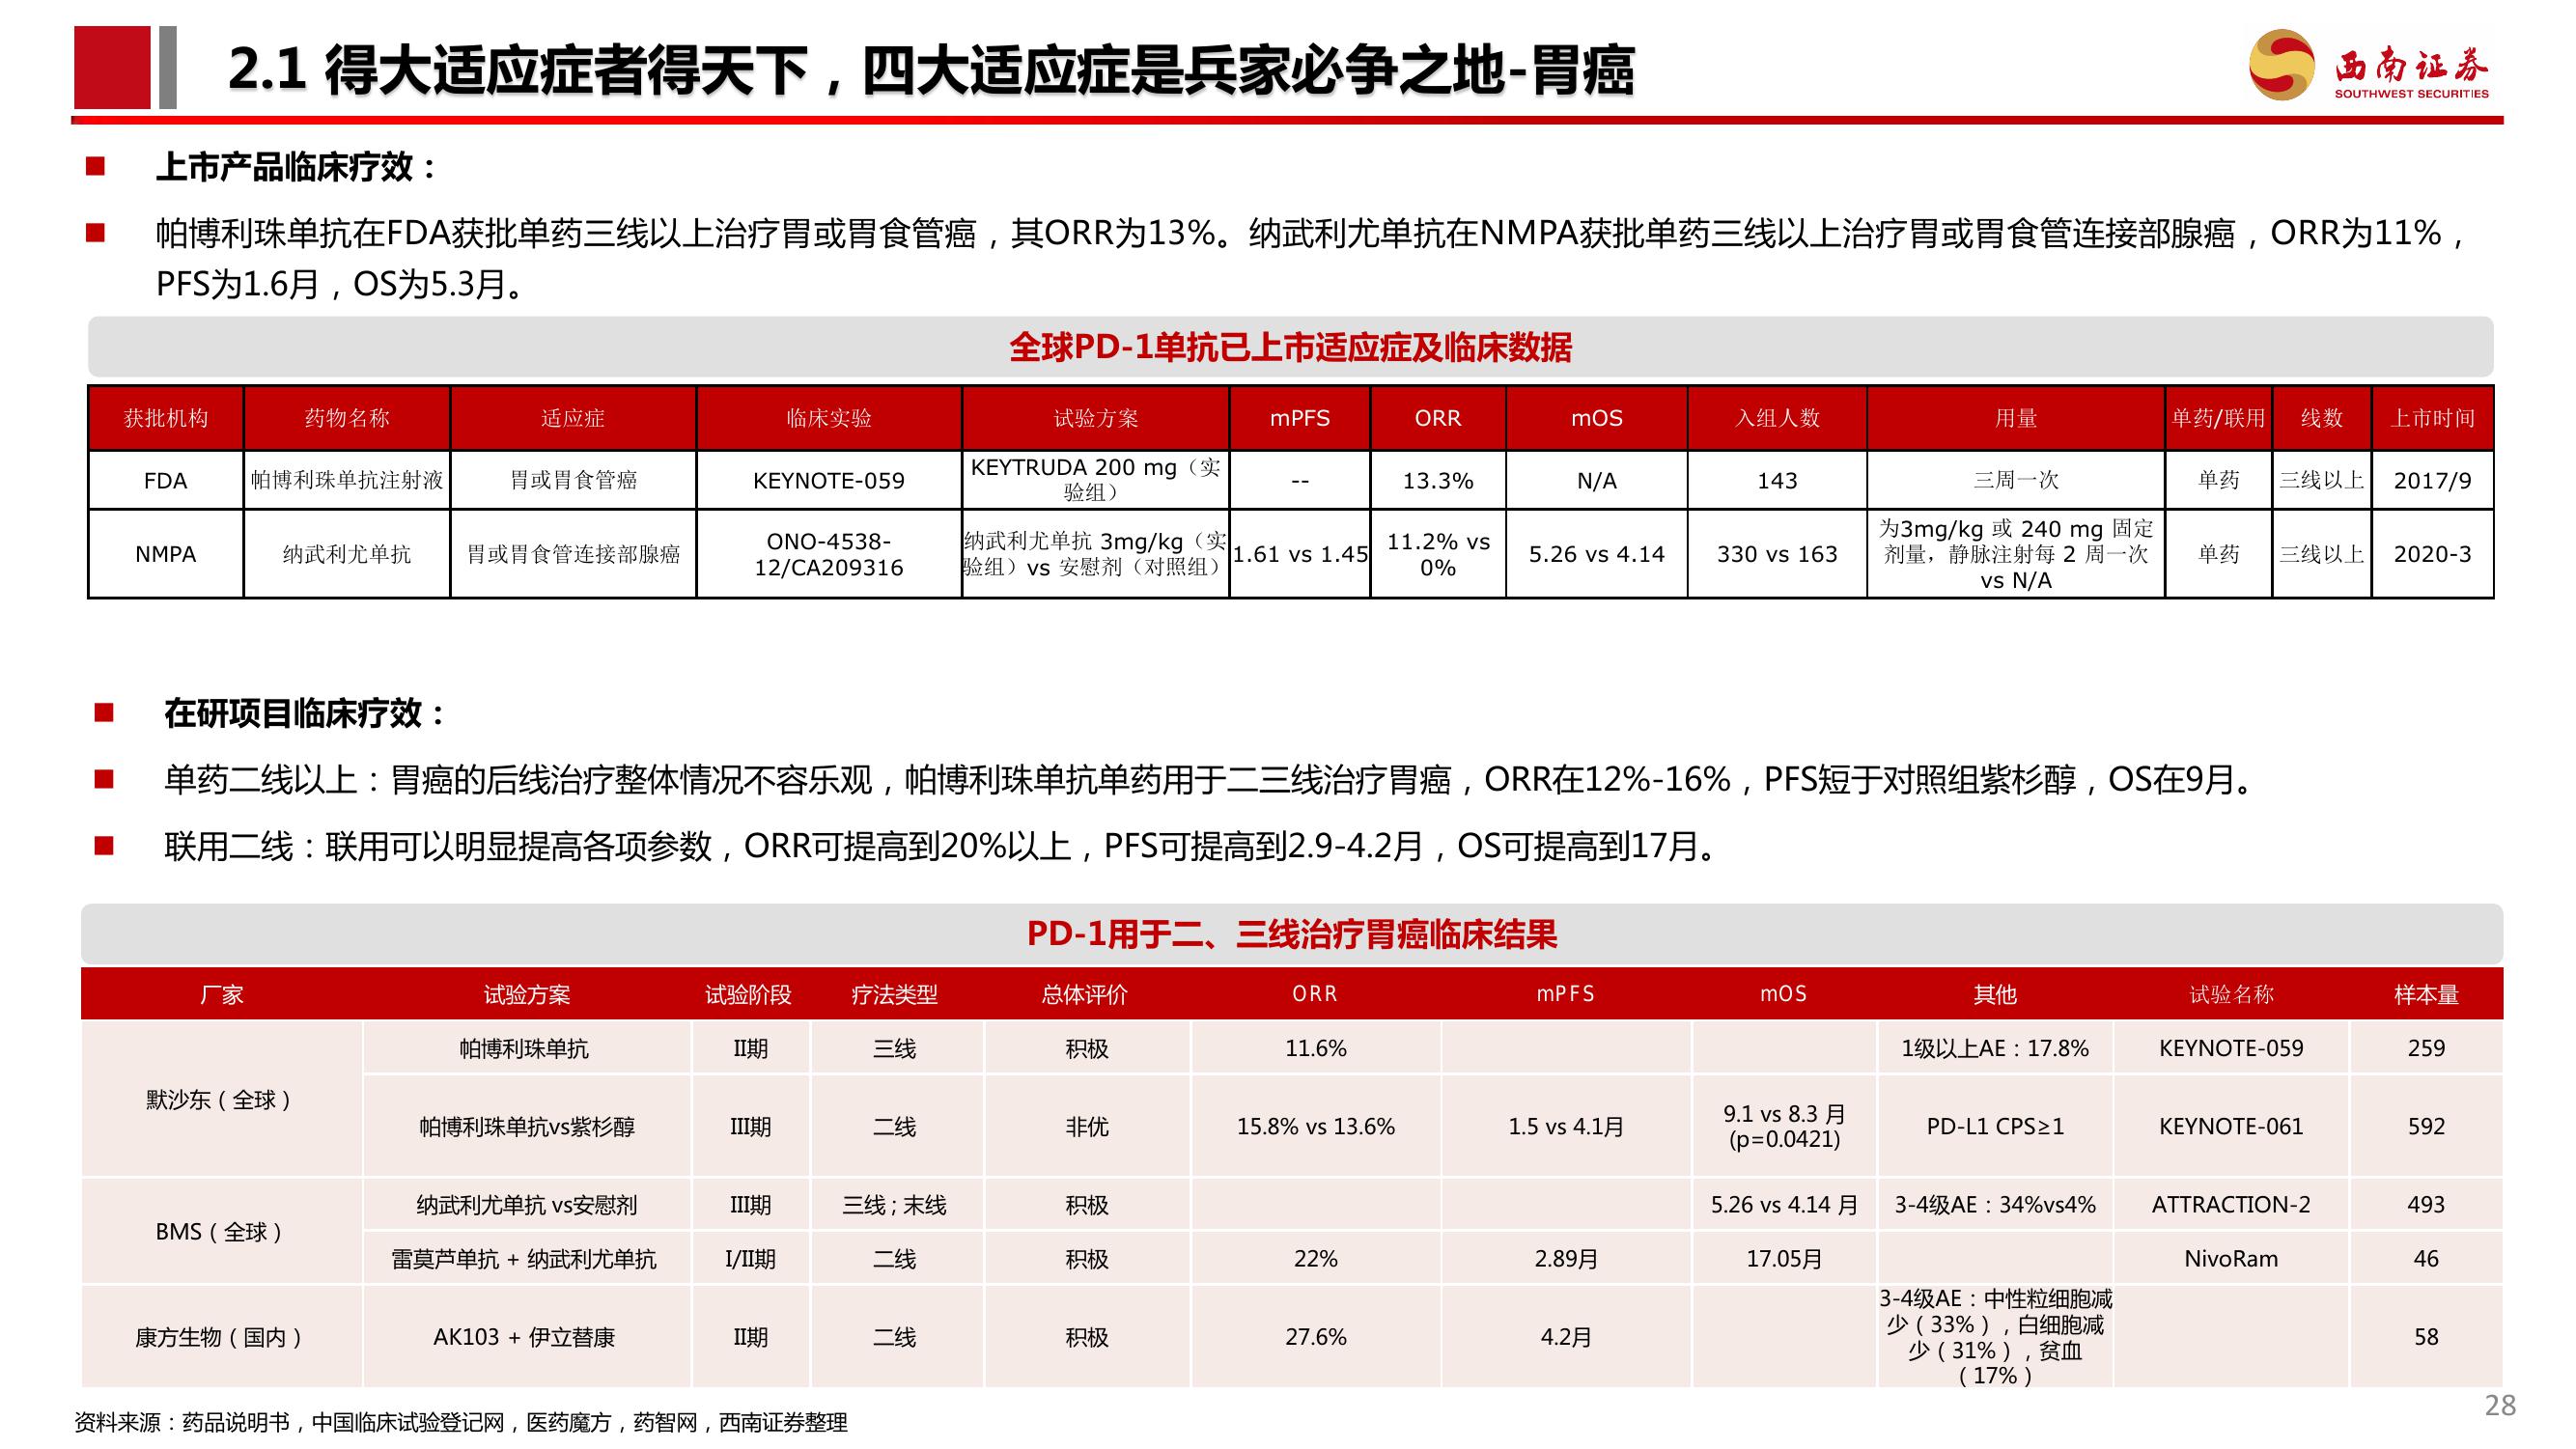 2.1 得大适应症者得天下，四大适应症是兵家必争之地-胃癌
西南证券
SOUTHWEST SECURITIES
上市产品临床疗效：
帕博利珠单抗在FDA获批单药三线以上治疗胃或胃食管癌，其ORR为13%。纳武利尤单抗在NMPA获批单药三线以上治疗胃或胃食管连接部腺癌，ORR为11%，
PFS为1.6月，OS为5.3月。
全球PD-1单抗已上市适应症及临床数据
获批机构 药物名称 适应症 临床实验 试验方案 mPFS ORR mOS 入组人数 用量 单药/联用 线数 上市时间
FDA 帕博利珠单抗注射液 胃或胃食管癌 KEYNOTE-059 KEYTRUDA 200 mg（实
验组） -- 13.3% N/A 143 三周一次 单药 三线以上 2017/9
NMPA 纳武利尤单抗 胃或胃食管连接部腺癌 ONO-4538-
12/CA209316 纳武利尤单抗 3mg/kg（实
验组）vs 安慰剂（对照组） 1.61 vs 1.45 11.2% vs
0% 5.26 vs 4.14 330 vs 163 为3mg/kg 或 240 mg 固定
剂量，静脉注射每 2 周一次
vs N/A 单药 三线以上 2020-3
在研项目临床疗效：
单药二线以上：胃癌的后线治疗整体情况不容乐观，帕博利珠单抗单药用于二三线治疗胃癌，ORR在12%-16%，PFS短于对照组紫杉醇，OS在9月。
联用二线：联用可以明显提高各项参数，ORR可提高到20%以上，PFS可提高到2.9-4.2月，OS可提高到17月。
PD-1用于二、三线治疗胃癌临床结果
厂家 试验方案 试验阶段 疗法类型 总体评价 ORR mPFS mOS 其他 试验名称 样本量
默沙东（全球） 帕博利珠单抗 II期 三线 积极 11.6% 1级以上AE：17.8% KEYNOTE-059 259
帕博利珠单抗vs紫杉醇 III期 二线 非优 15.8% vs 13.6% 1.5 vs 4.1月 9.1 vs 8.3 月
(p=0.0421) PD-L1 CPS≥1 KEYNOTE-061 592
BMS（全球） 纳武利尤单抗 vs安慰剂 III期 三线；末线 积极 5.26 vs 4.14 月 3-4级AE：34%vs4% ATTRACTION-2 493
雷莫芦单抗 + 纳武利尤单抗 I/II期 二线 积极 22% 2.89月 17.05月 NivoRam 46
康方生物（国内） AK103 + 伊立替康 II期 二线 积极 27.6% 4.2月 3-4级AE：中性粒细胞减
少（33%），白细胞减
少（31%），贫血
（17%） 58
资料来源：药品说明书，中国临床试验登记网，医药魔方，药智网，西南证券整理
28